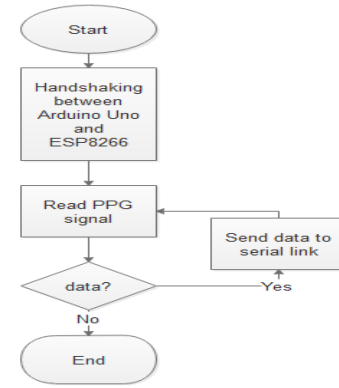 Start
Handshaking
between
Arduino Uno
and
ESP8266
Read PPG
signal
Send data to
serial link
data?
Yes
No
End